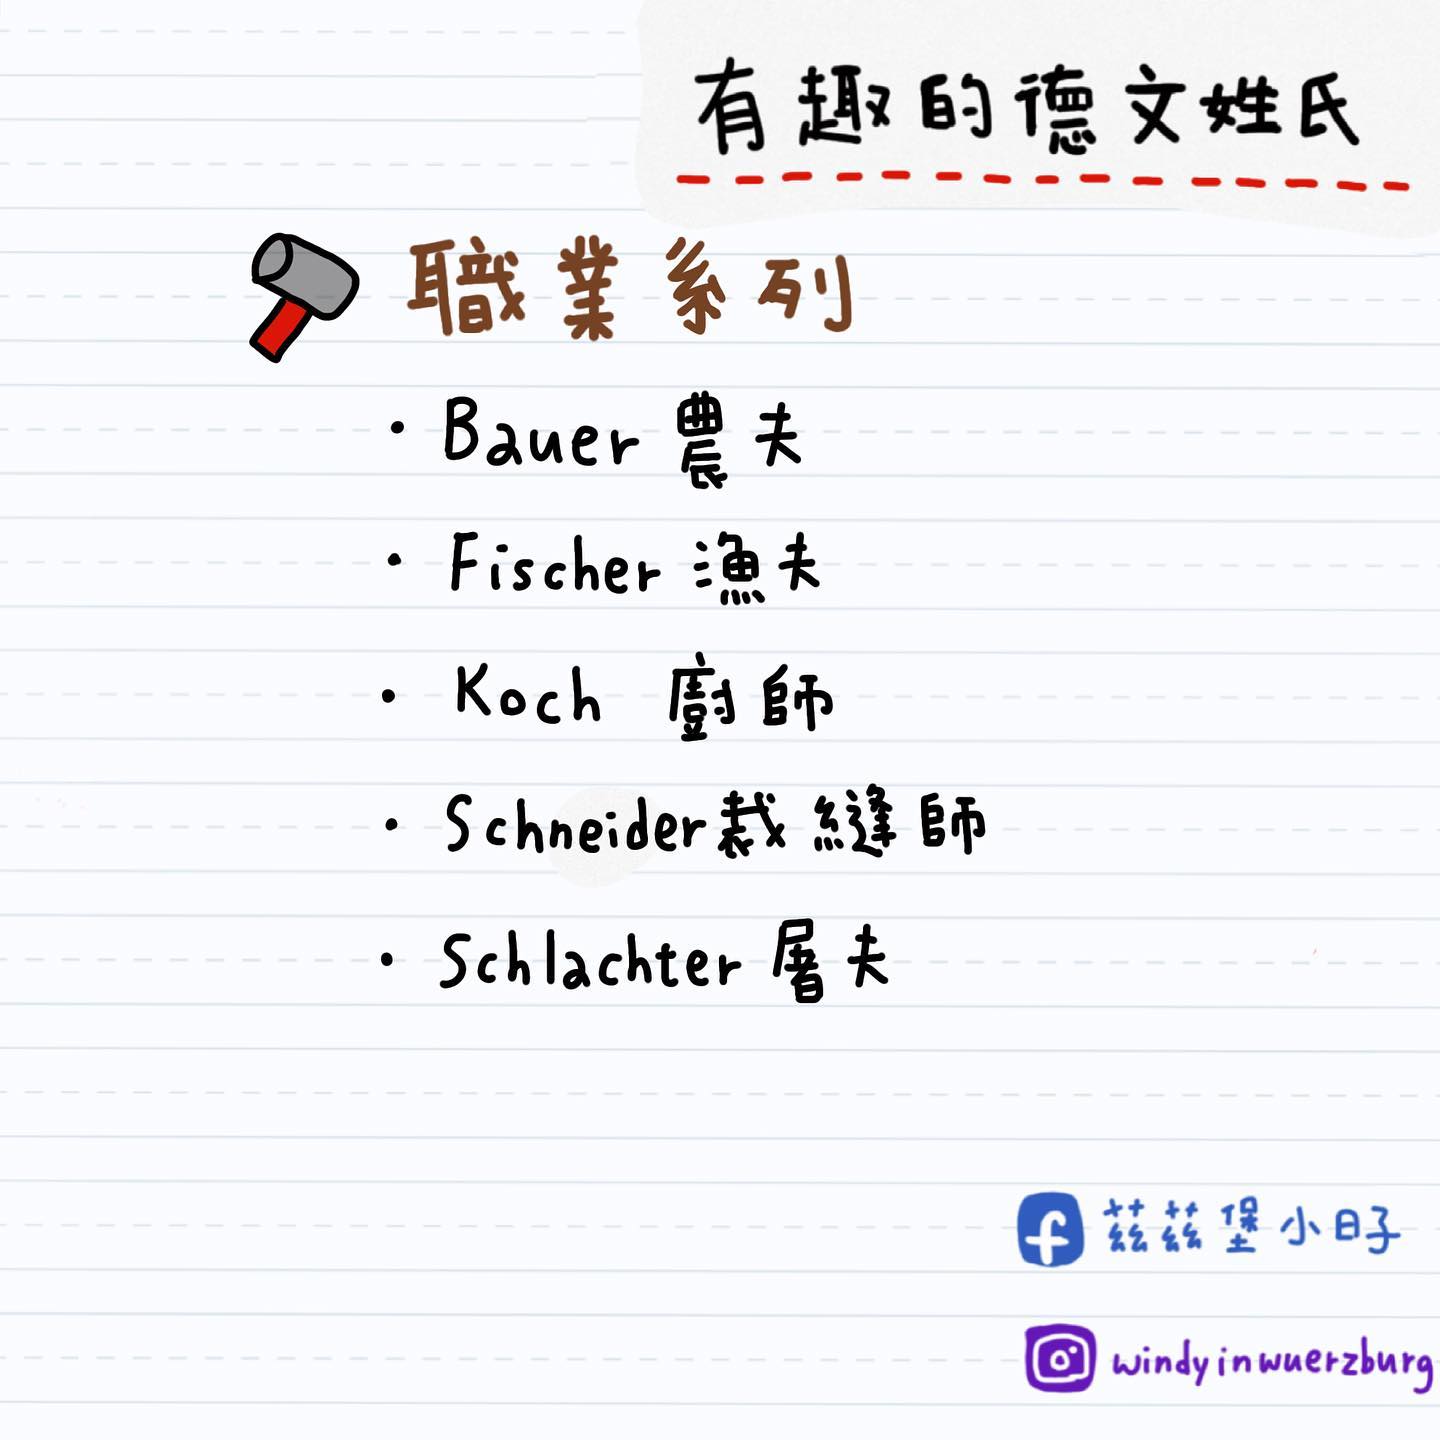 有趣的德文姓氏
職業系列
• Bauer 農夫
• Fischer 漁夫
• Koch 廚師
• Schneider 裁縫師
• Schlachter 屠夫
茲茲堡小日子
windyinwuerzburg